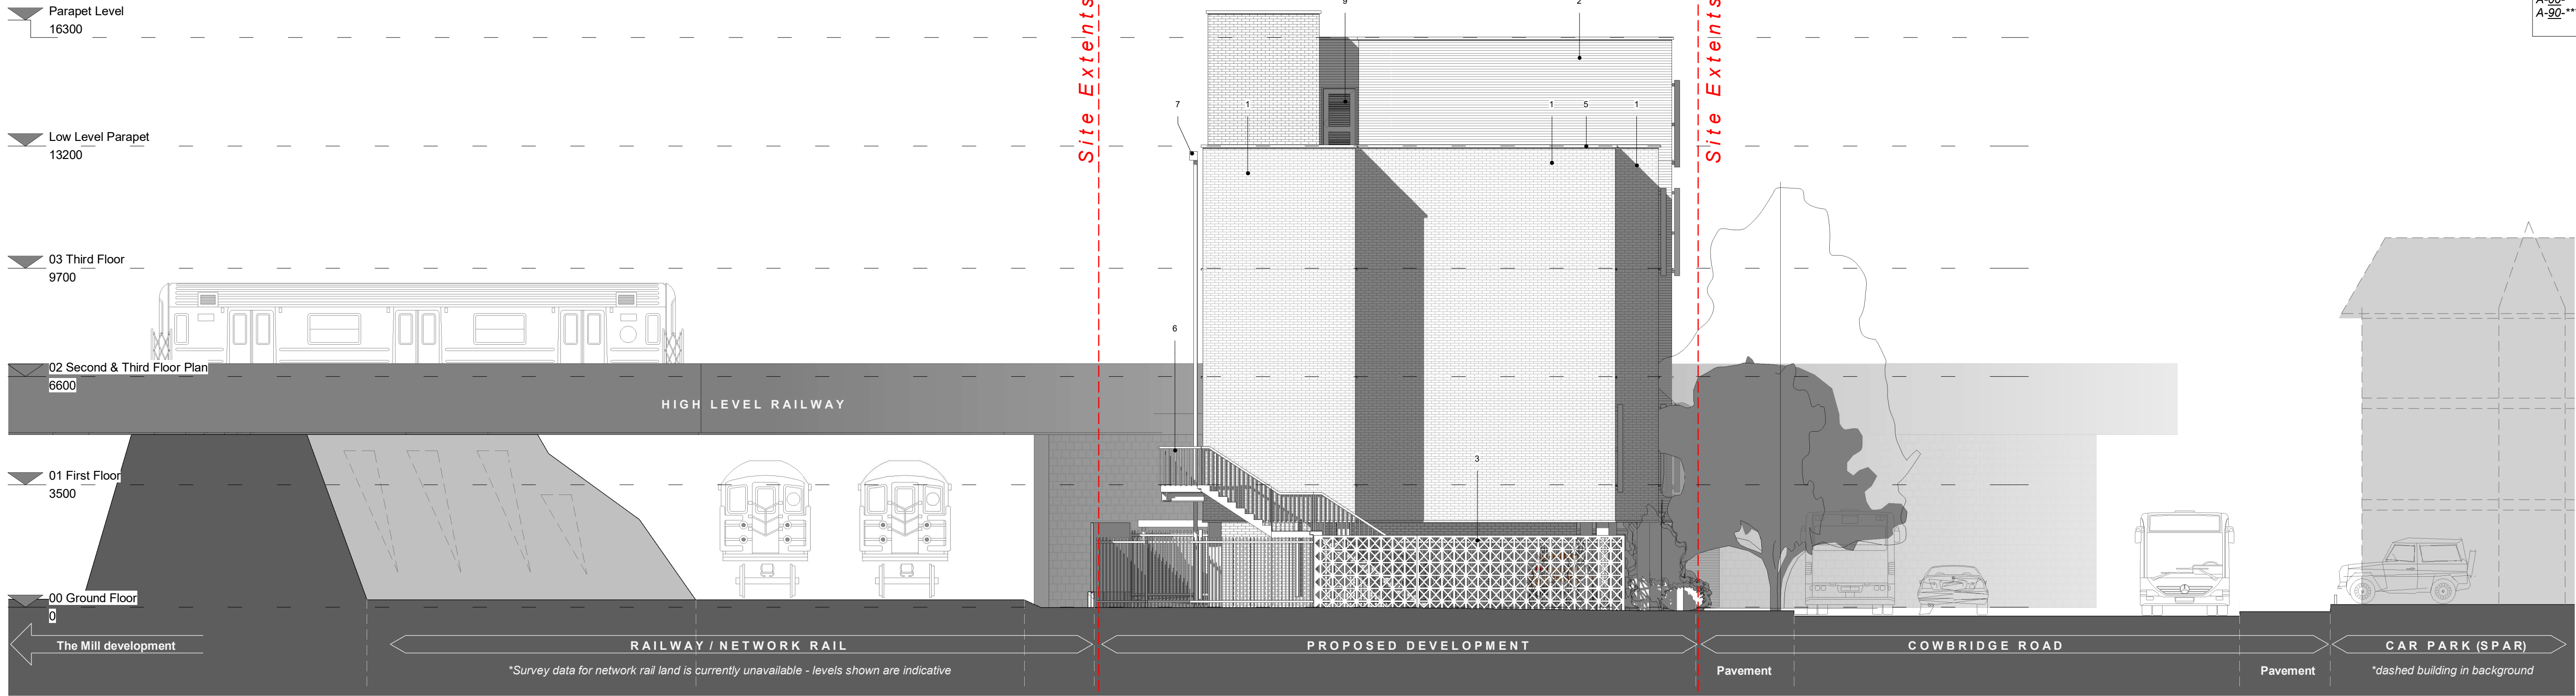 Parapet Level
16300
Low Level Parapet
13200
03 Third Floor
9700
02 Second & Third Floor Plan
6600
01 First Floor
3500
00 Ground Floor
0
Site Extents
Site Extents
9
2
7
1
1
5
1
6
3
A-90-**
HIGH LEVEL RAILWAY
The Mill development
RAILWAY / NETWORK RAIL
*Survey data for network rail land is currently unavailable - levels shown are indicative
PROPOSED DEVELOPMENT
COWBRIDGE ROAD
Pavement
Pavement
CAR PARK (SPAR)
*dashed building in background